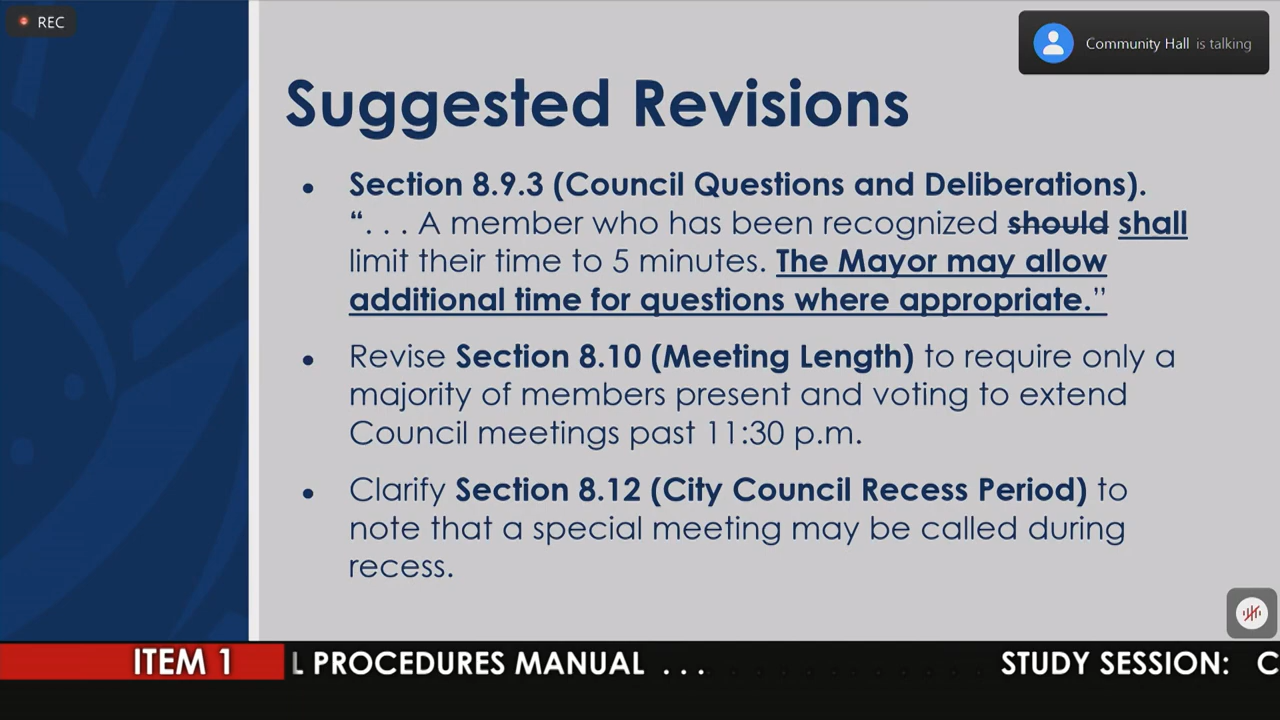 REC
Community Hall is talking
Suggested Revisions
• Section 8.9.3 (Council Questions and Deliberations).
“. . . A member who has been recognized should shall
limit their time to 5 minutes. The Mayor may allow
additional time for questions where appropriate.”
• Revise Section 8.10 (Meeting Length) to require only a
majority of members present and voting to extend
Council meetings past 11:30 p.m.
• Clarify Section 8.12 (City Council Recess Period) to
note that a special meeting may be called during
recess.
ITEM 1 L PROCEDURES MANUAL . . . STUDY SESSION: C